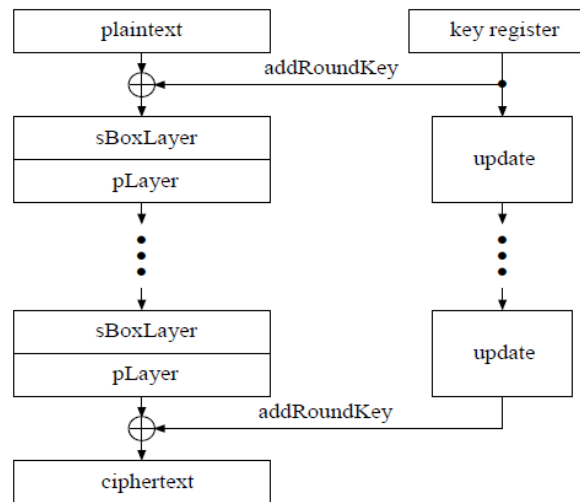 plaintext
key register
addRoundKey
sBoxLayer
pLayer
update
sBoxLayer
pLayer
update
addRoundKey
ciphertext